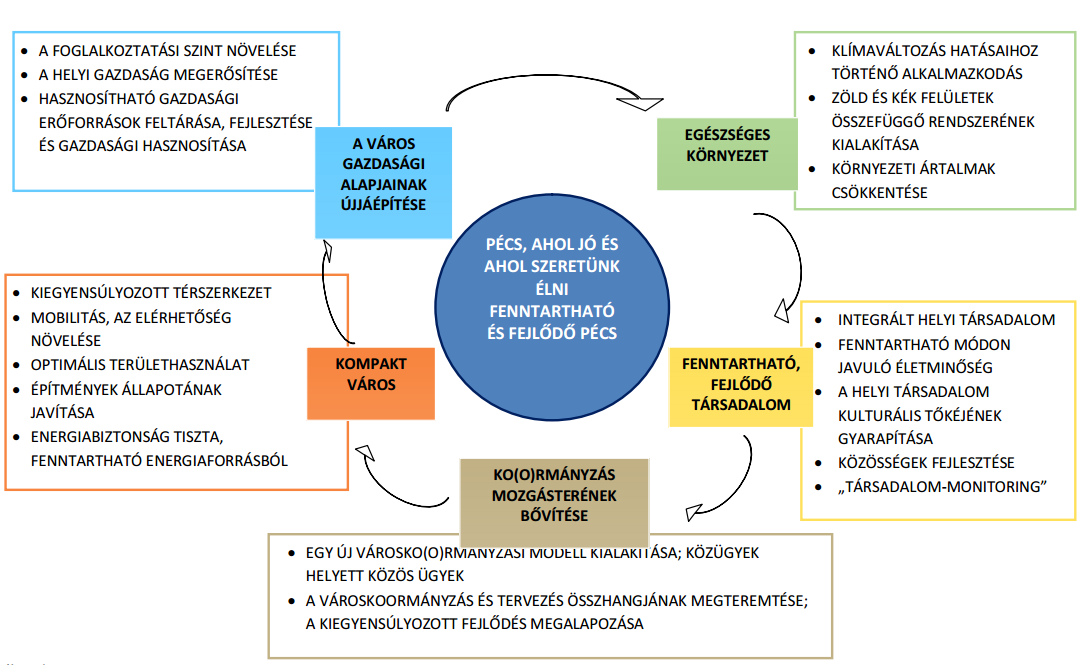 A FOGLALKOZTATÁSI SZINT NÖVELÉSE
A HELYI GAZDASÁG MEGERŐSÍTÉSE
HASZNOSÍTHATÓ GAZDASÁGI
ERŐFORRÁSOK FELTÁRÁSA, FEJLESZTÉSE
ÉS GAZDASÁGI HASZNOSÍTÁSA
A VÁROS
GAZDASÁGI
ALAPJAINAK
ÚJJÁÉPÍTÉSE
EGÉSZSÉGES
KÖRNYEZET
KLÍMAVÁLTOZÁS HATÁSAIHOZ
TÖRTÉNŐ ALKALMAZKODÁS
ZÖLD ÉS KÉK FELÜLETEK
ÖSSZEFÜGGŐ RENDSZERÉNEK
KIALAKÍTÁSA
KÖRNYEZETI ÁRTALMAK
CSÖKKENTÉSE
PÉCS, AHOL JÓ ÉS
AHOL SZERETÜNK
ÉLNI
FENNTARTHATÓ
ÉS FEJLŐDŐ PÉCS
KIEGYENSÚLYOZOTT TÉRSZERKEZET
MOBILITÁS, AZ ELÉRHETŐSÉG
NÖVELÉSE
OPTIMÁLIS TERÜLETHASZNÁLAT
ÉPÍTMÉNYEK ÁLLAPOTÁNAK
JAVÍTÁSA
ENERGIABIZTONSÁG TISZTA,
FENNTARTHATÓ ENERGIAFORRÁSBÓL
KOMPAKT
VÁROS
FENNTARTHATÓ,
FEJLŐDŐ
TÁRSADALOM
INTEGRÁLT HELYI TÁRSADALOM
FENNTARTHATÓ MÓDON
JAVULÓ ÉLETMINŐSÉG
A HELYI TÁRSADALOM
KULTURÁLIS TŐKÉJÉNEK
GYARAPÍTÁSA
KÖZÖSSÉGEK FEJLESZTÉSE
„TÁRSADALOM-MONITORING”
KO(O)RMÁNYZÁS
MOZGÁSTERÉNEK
BŐVÍTÉSE
EGY ÚJ VÁROSKO(O)RMÁNYZÁSI MODELL KIALAKÍTÁSA; KÖZÜGYEK
HELYETT KÖZÖS ÜGYEK
A VÁROSKOORMÁNYZÁS ÉS TERVEZÉS ÖSSZHANGJÁNAK MEGTEREMTÉSE;
A KIEGYENSÚLYOZOTT FEJLŐDÉS MEGALAPOZÁSA